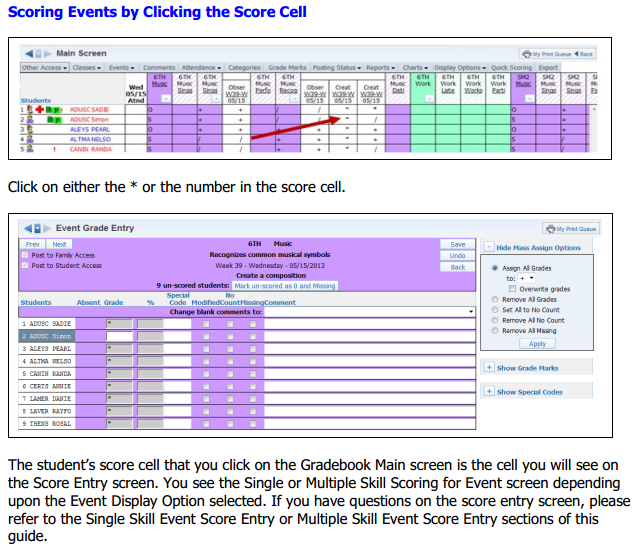 Scoring Events by Clicking the Score Cell
Main Screen
My Print Queue
Back
Other Access Classes Events Comments Attendance Categories Grade Marks Posting Status Reports Charts Display Options Quick Scoring Export
6TH 6TH 6TH 6TH 6TH 6TH 6TH 6TH 6TH 6TH SM2 SM2 SM2
Wed Music Music Music Obser Music Music Obser Creat Creat Music Work Work Work Work Music Music Music
05/15 Sings Sings W39-W Perfo Recog W39-W W39-W W39-W Distr Late Works Parti Sings Sings
Students Atnd 05/15 05/15 05/15 05/15
1 ADUSC SADIE O + + / * * O +
2 ADUSC Simon S
3 ALEYS PEARL O
4 ALTMA NELSO S
5 ! CANIN RANDA S
Click on either the * or the number in the score cell.
Event Grade Entry
My Print Queue
Prev Next 6TH Music Save
Post to Family Access Recognizes common musical symbols Undo
Post to Student Access Week 39 - Wednesday - 05/15/2013 Back
Create a composition
9 un-scored students: Mark un-scored as 0 and Missing
Special No
Students Absent Grade % Code Modified Count Missing Comment
Change blank comments to:
1 ADUSC SADIE *
2 ADUSC Simon
3 ALEYS PEARL *
4 ALTMA NELSO *
5 CANIN RANDA *
6 CERTS ANNIE *
7 LAMER DANIE *
8 LAVER RAYFO *
9 THENS ROSAL *
- Hide Mass Assign Options
Assign All Grades
to: +
Overwrite grades
Remove All Grades
Set All to No Count
Remove All No Count
Remove All Missing
Apply
+ Show Grade Marks
+ Show Special Codes
The student’s score cell that you click on the Gradebook Main screen is the cell you will see on
the Score Entry screen. You see the Single or Multiple Skill Scoring for Event screen depending
upon the Event Display Option selected. If you have questions on the score entry screen, please
refer to the Single Skill Event Score Entry or Multiple Skill Event Score Entry sections of this
guide.